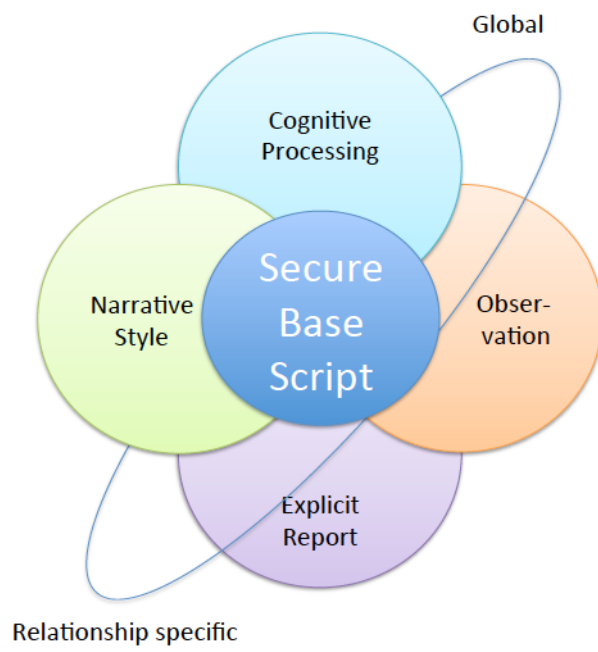 Global
Cognitive
Processing
Secure
Base
Script
Narrative
Style
Obser-
vation
Explicit
Report
Relationship specific